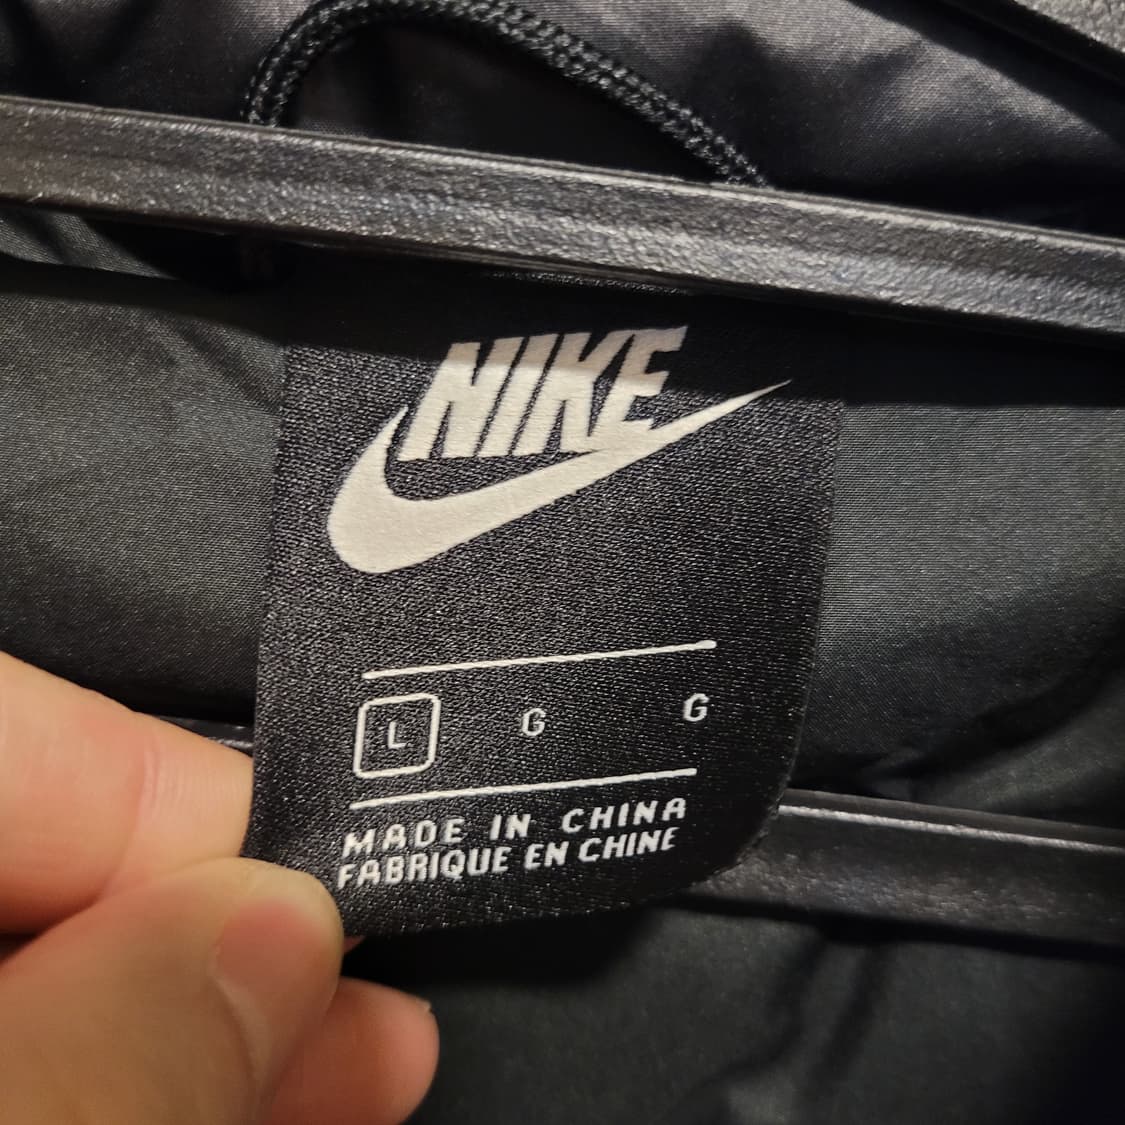 NIKE
L G G
MADE IN CHINA
FABRIQUE EN CHINE